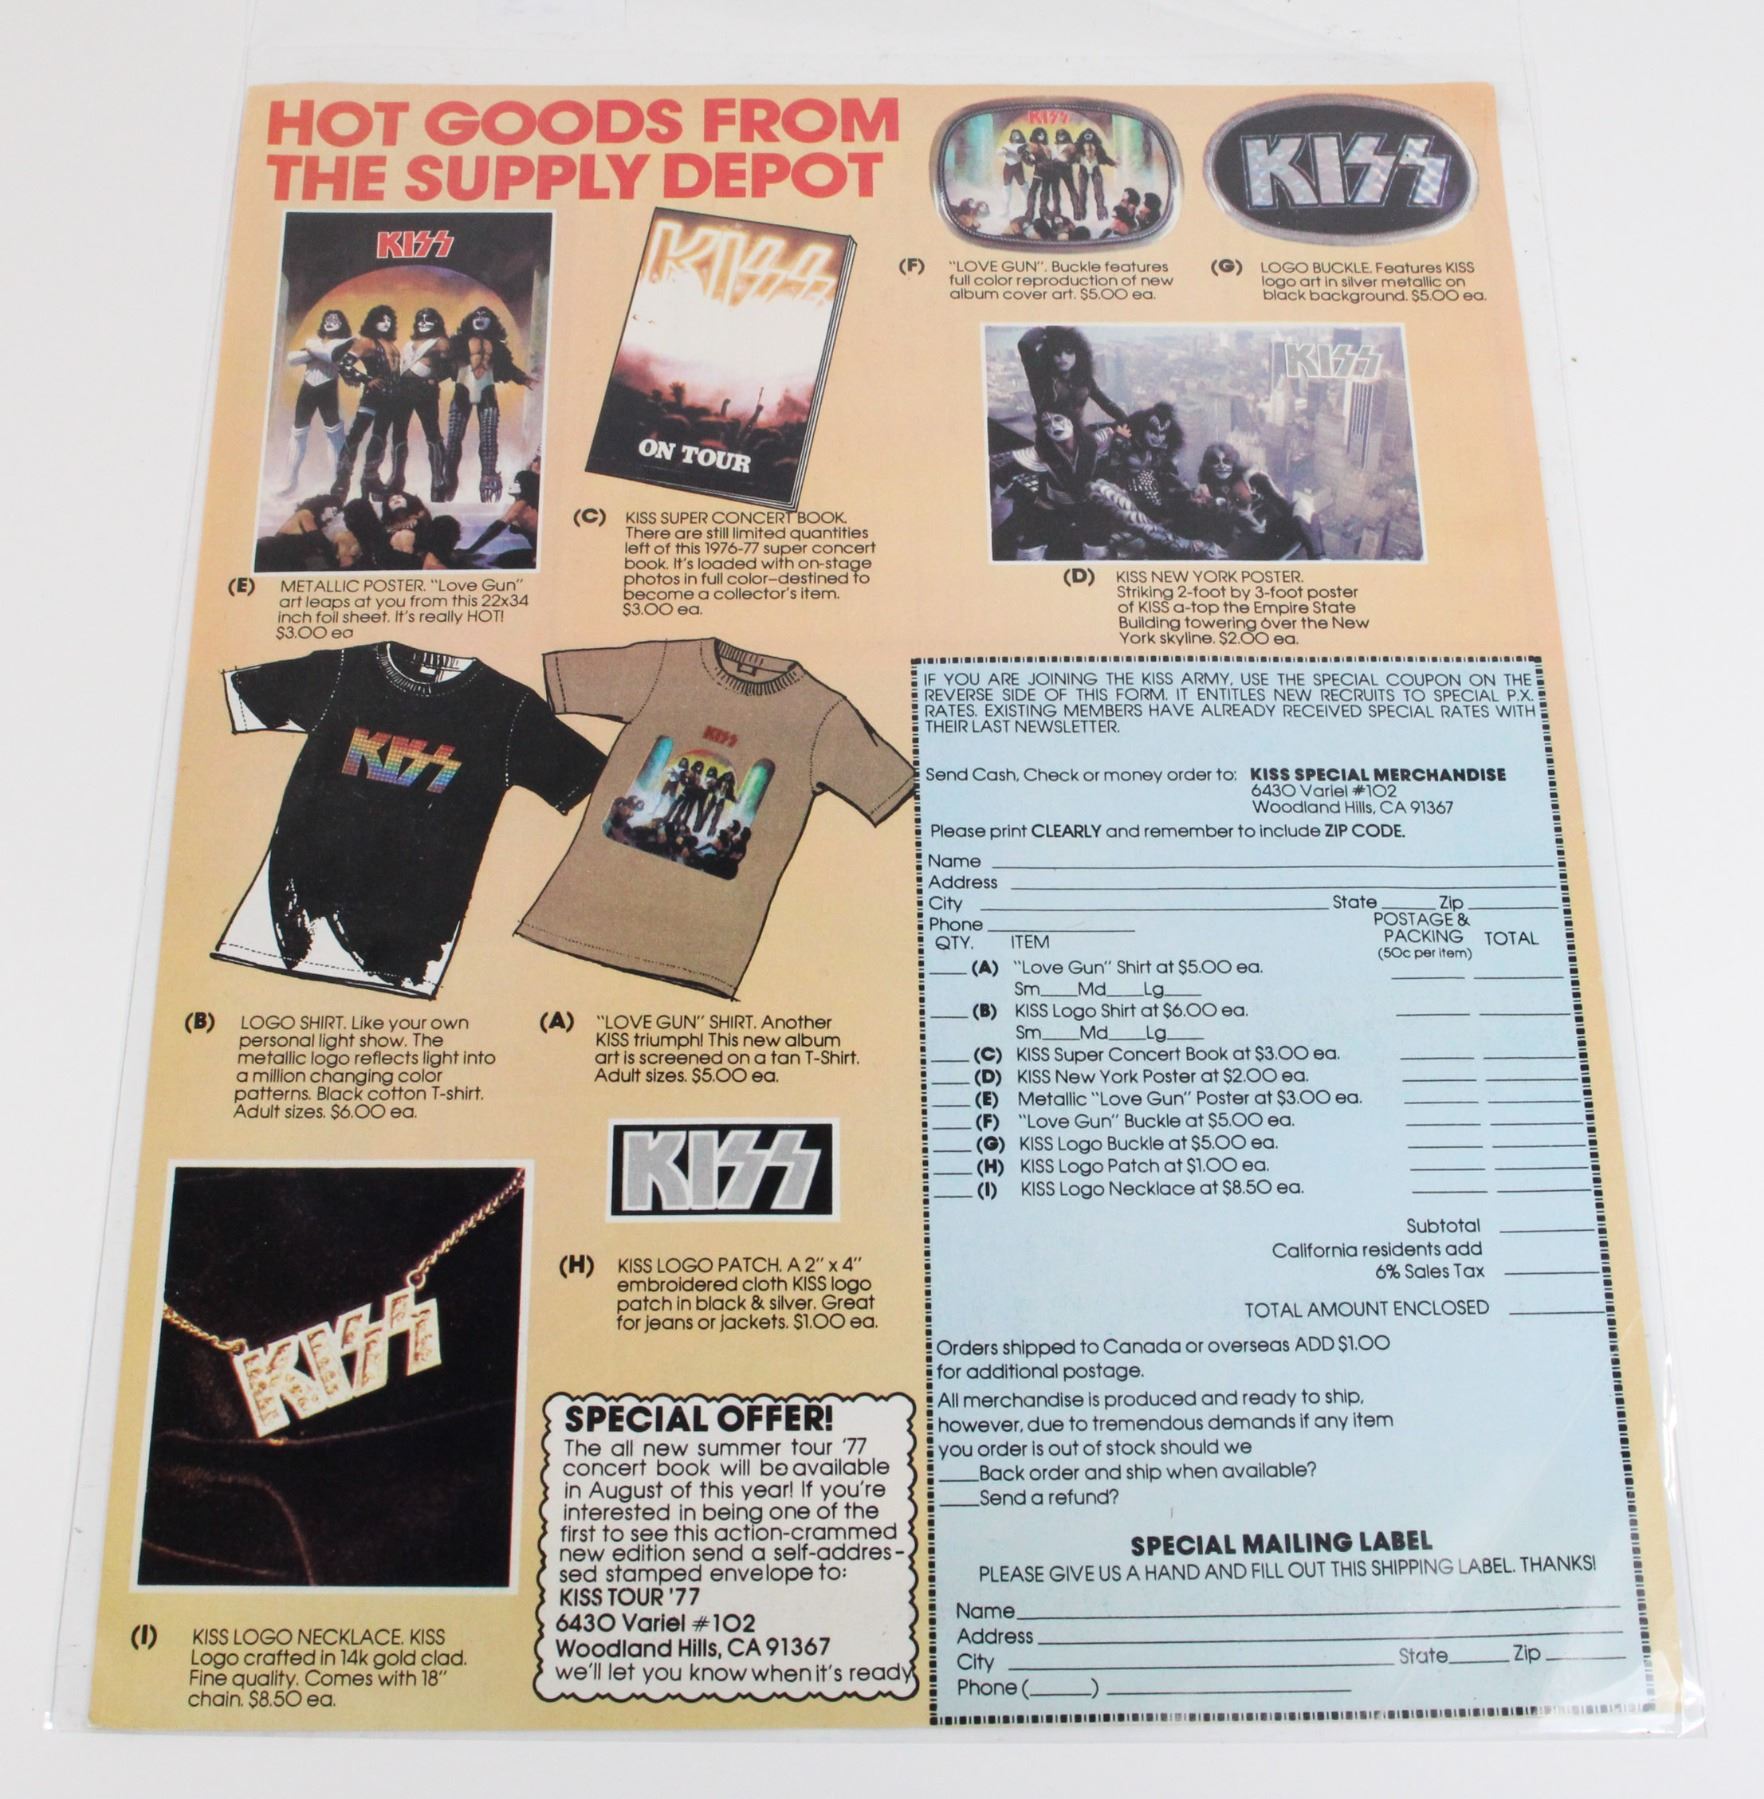 HOT GOODS FROM
THE SUPPLY DEPOT
KISS
KISS
ON TOUR
KISS
KISS
(F) "LOVE GUN". Buckle features
full color reproduction of new
album cover art. $5.00 ea.
(G) LOGO BUCKLE. Features KISS
logo art in silver metallic on
black background. $5.00 ea.
KISS
(E) METALLIC POSTER. "Love Gun"
art leaps at you from this 22x34
inch foil sheet. It's really HOT!
$3.00 ea
(C) KISS SUPER CONCERT BOOK.
There are still limited quantities
left of this 1976-77 super concert
book. It's loaded with on-stage
photos in full color-destined to
become a collector's item.
$3.00 ea.
(D) KISS NEW YORK POSTER.
Striking 2-foot by 3-foot poster
of KISS a-top the Empire State
Building towering over the New
York skyline. $2.00 ea.
KISS
KISS
(B) LOGO SHIRT. Like your own
personal light show. The
metallic logo reflects light into
a million changing color
patterns. Black cotton T-shirt.
Adult sizes. $6.00 ea.
(A) "LOVE GUN" SHIRT. Another
KISS triumph! This new album
art is screened on a tan T-Shirt.
Adult sizes. $5.00 ea.
KISS
KISS
(H) KISS LOGO PATCH. A 2" x 4"
embroidered cloth KISS logo
patch in black & silver. Great
for jeans or jackets. $1.00 ea.
(I) KISS LOGO NECKLACE. KISS
Logo crafted in 14k gold clad.
Fine quality. Comes with 18"
chain. $8.50 ea.
SPECIAL OFFER!
The all new summer tour '77
concert book will be available
in August of this year! If you're
interested in being one of the
first to see this action-crammed
new edition send a self-addres-
sed stamped envelope to:
KISS TOUR '77
6430 Variel #102
Woodland Hills, CA 91367
we'll let you know when it's ready
IF YOU ARE JOINING THE KISS ARMY, USE THE SPECIAL COUPON ON THE
REVERSE SIDE OF THIS FORM. IT ENTITLES NEW RECRUITS TO SPECIAL P.X.
RATES. EXISTING MEMBERS HAVE ALREADY RECEIVED SPECIAL RATES WITH
THEIR LAST NEWSLETTER.
Send Cash, Check or money order to: KISS SPECIAL MERCHANDISE
6430 Variel #102
Woodland Hills, CA 91367
Please print CLEARLY and remember to include ZIP CODE.
Name
Address
City State Zip
Phone
QTY. ITEM POSTAGE & PACKING (50c per item) TOTAL
(A) "Love Gun" Shirt at $5.00 ea.
Sm___Md___Lg___
(B) KISS Logo Shirt at $6.00 ea.
Sm___Md___Lg___
(C) KISS Super Concert Book at $3.00 ea.
(D) KISS New York Poster at $2.00 ea.
(E) Metallic "Love Gun" Poster at $3.00 ea.
(F) "Love Gun" Buckle at $5.00 ea.
(G) KISS Logo Buckle at $5.00 ea.
(H) KISS Logo Patch at $1.00 ea.
(I) KISS Logo Necklace at $8.50 ea.
Subtotal
California residents add
6% Sales Tax
TOTAL AMOUNT ENCLOSED
Orders shipped to Canada or overseas ADD $1.00
for additional postage.
All merchandise is produced and ready to ship,
however, due to tremendous demands if any item
you order is out of stock should we
___Back order and ship when available?
___Send a refund?
SPECIAL MAILING LABEL
PLEASE GIVE US A HAND AND FILL OUT THIS SHIPPING LABEL. THANKS!
Name
Address
City State Zip
Phone (____)